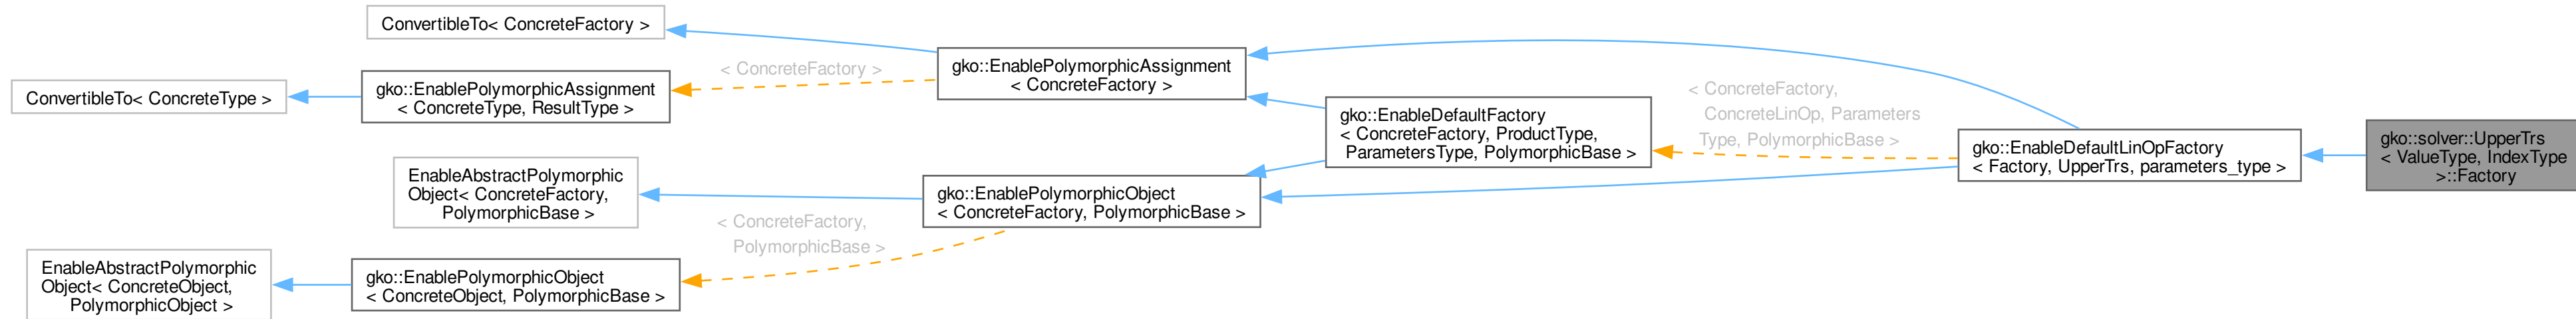 ConvertibleTo< ConcreteFactory >
ConvertibleTo< ConcreteType >
gko::EnablePolymorphicAssignment
< ConcreteType, ResultType >
< ConcreteFactory >
gko::EnablePolymorphicAssignment
< ConcreteFactory >
EnableAbstractPolymorphic
Object< ConcreteFactory,
PolymorphicBase >
EnableAbstractPolymorphic
Object< ConcreteObject,
PolymorphicObject >
gko::EnablePolymorphicObject
< ConcreteObject, PolymorphicBase >
< ConcreteFactory,
PolymorphicBase >
gko::EnablePolymorphicObject
< ConcreteFactory, PolymorphicBase >
gko::EnableDefaultFactory
< ConcreteFactory, ProductType,
ParametersType, PolymorphicBase >
< ConcreteFactory,
ConcreteLinOp, Parameters
Type, PolymorphicBase >
gko::EnableDefaultLinOpFactory
< Factory, UpperTrs, parameters_type >
gko::solver::UpperTrs
< ValueType, IndexType
>::Factory